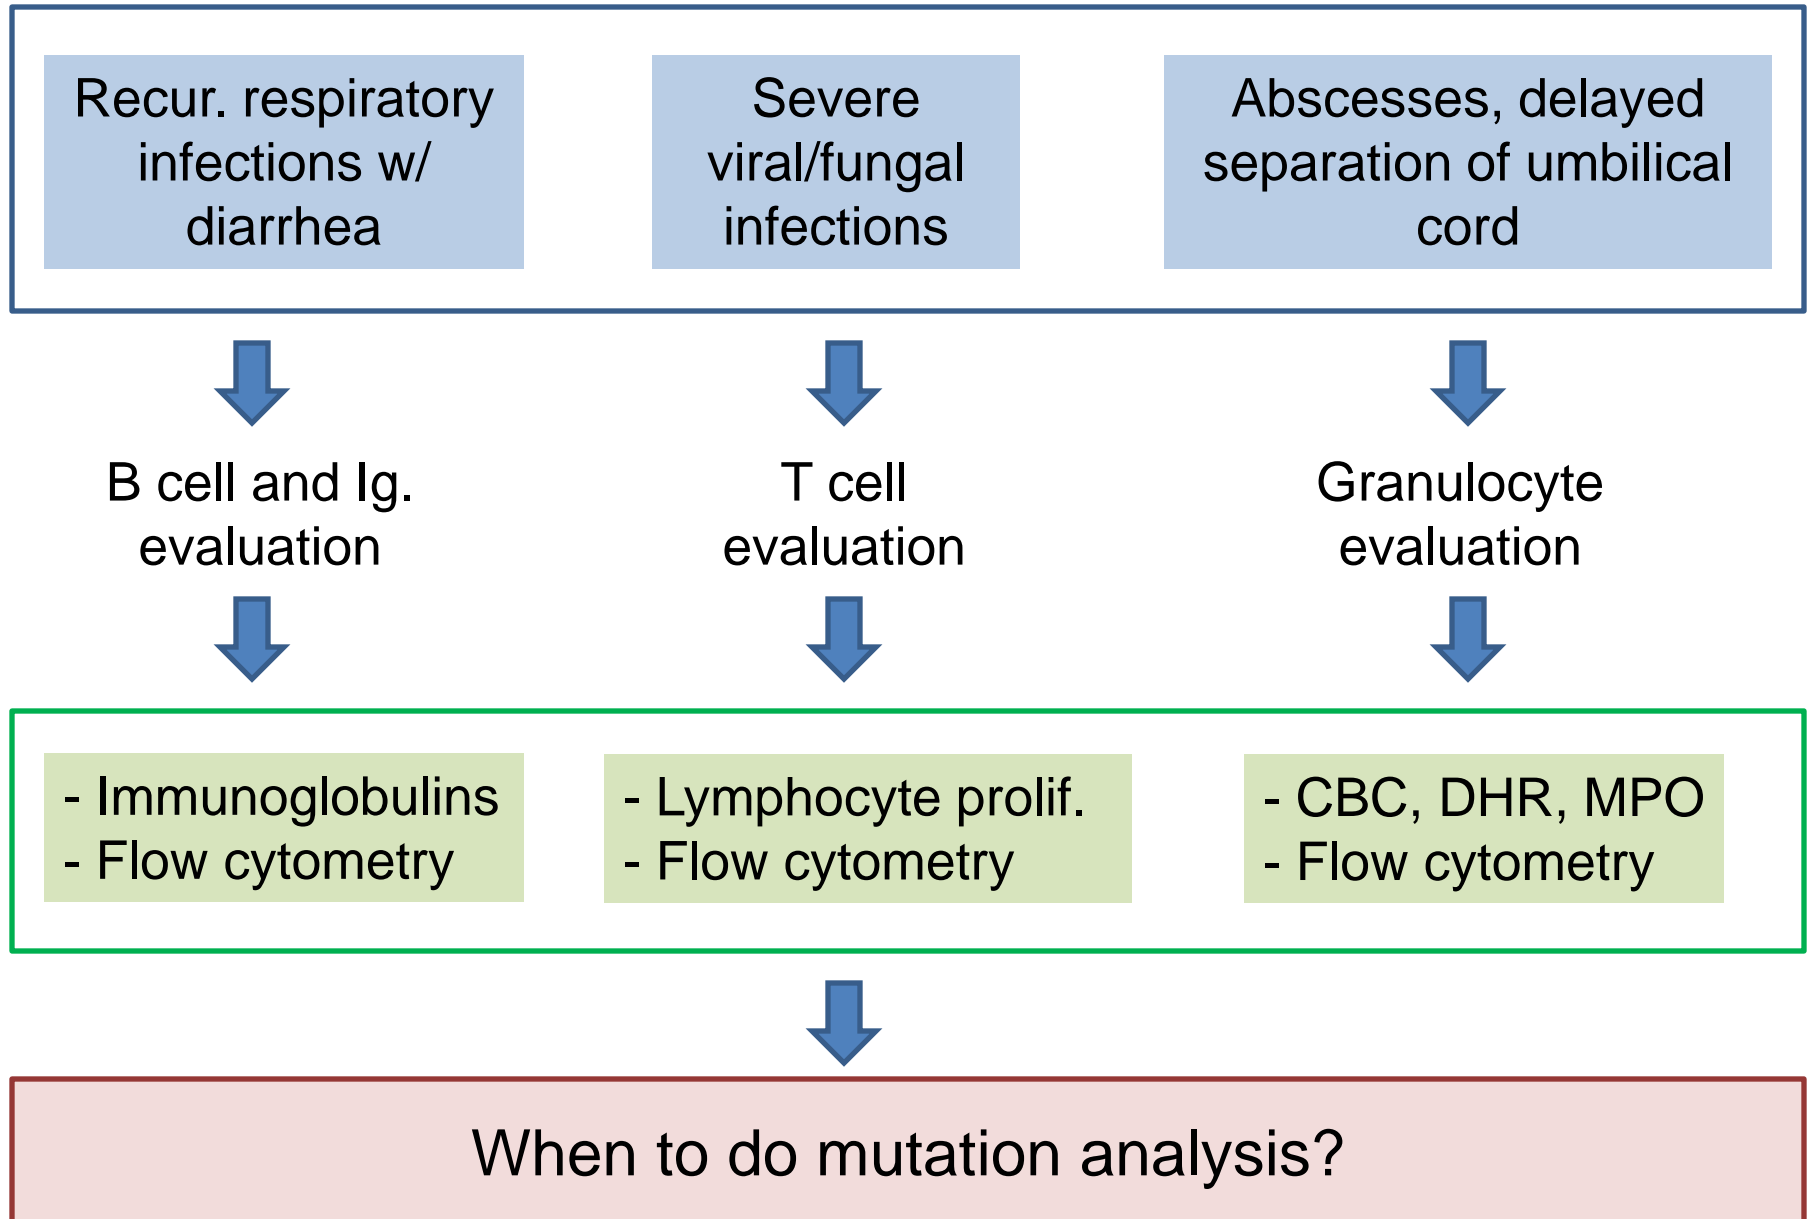 Recur. respiratory
infections w/
diarrhea
Severe
viral/fungal
infections
Abscesses, delayed
separation of umbilical
cord
B cell and Ig.
evaluation
T cell
evaluation
Granulocyte
evaluation
- Immunoglobulins
- Flow cytometry
- Lymphocyte prolif.
- Flow cytometry
- CBC, DHR, MPO
- Flow cytometry
When to do mutation analysis?